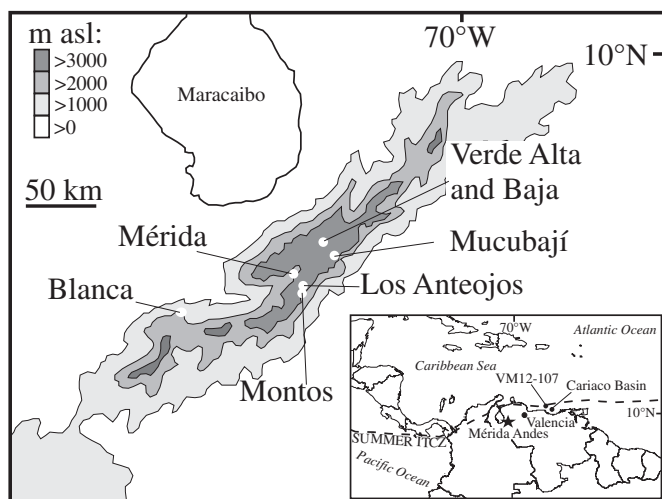 m asl:
>3000
>2000
>1000
>0
50 km
Maracaibo
70°W
10°N
Verde Alta
and Baja
Mérida
Mucubají
Blanca
Los Anteojos
Montos
70°W
Atlantic Ocean
Caribbean Sea
VM12-107
Cariaco Basin
10°N
Valencia
SUMMER ITCZ
Mérida Andes
Pacific Ocean